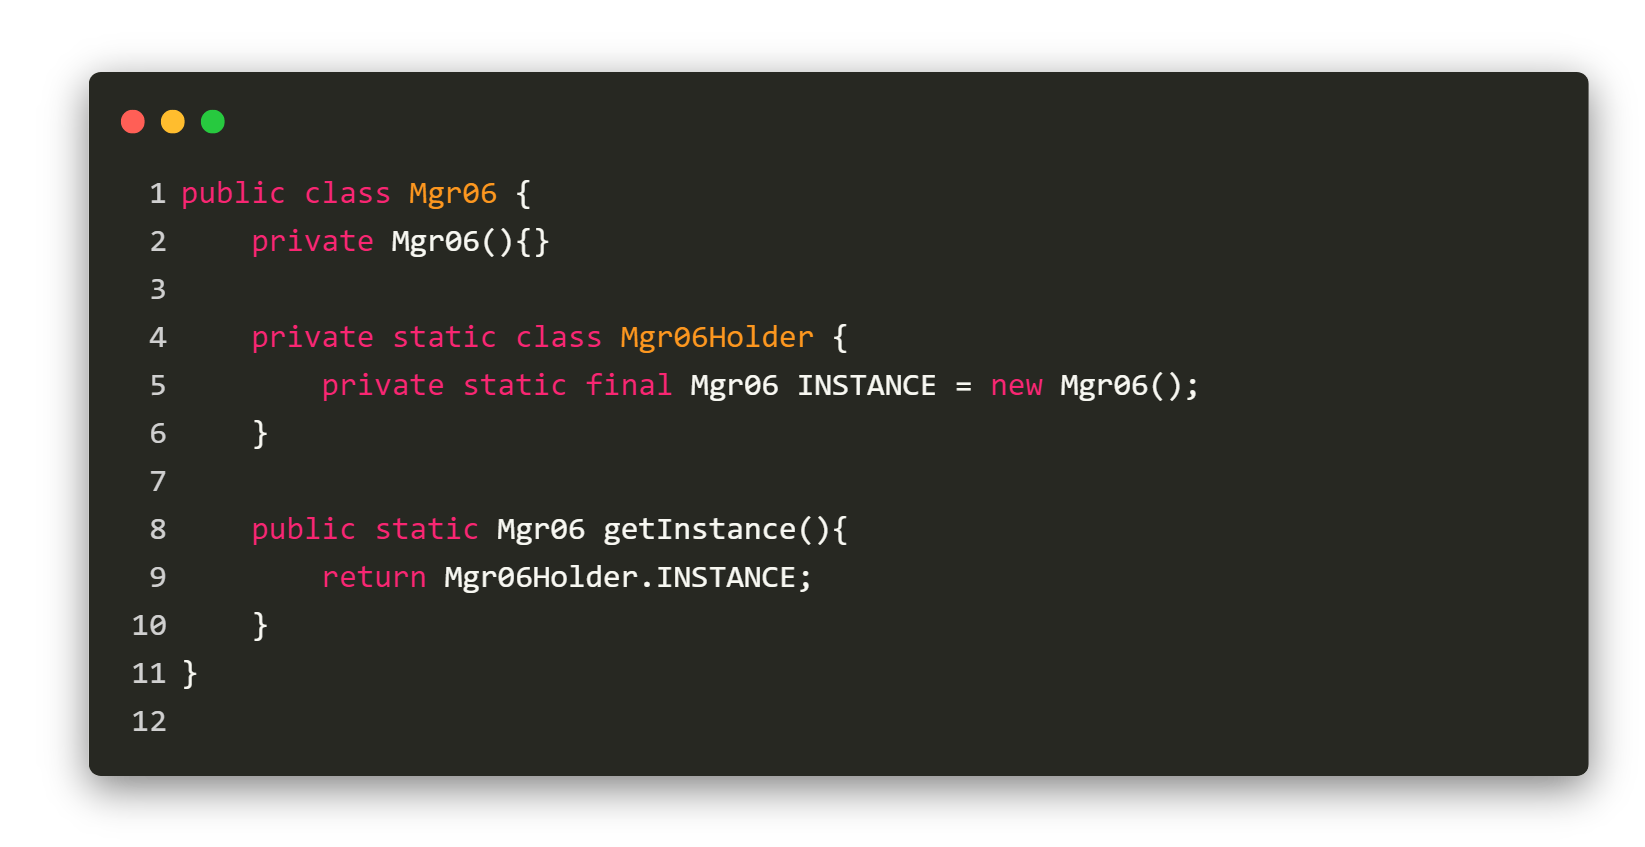 1 public class Mgr06 {
2     private Mgr06(){}
3
4     private static class Mgr06Holder {
5         private static final Mgr06 INSTANCE = new Mgr06();
6     }
7
8     public static Mgr06 getInstance(){
9         return Mgr06Holder.INSTANCE;
10     }
11 }
12